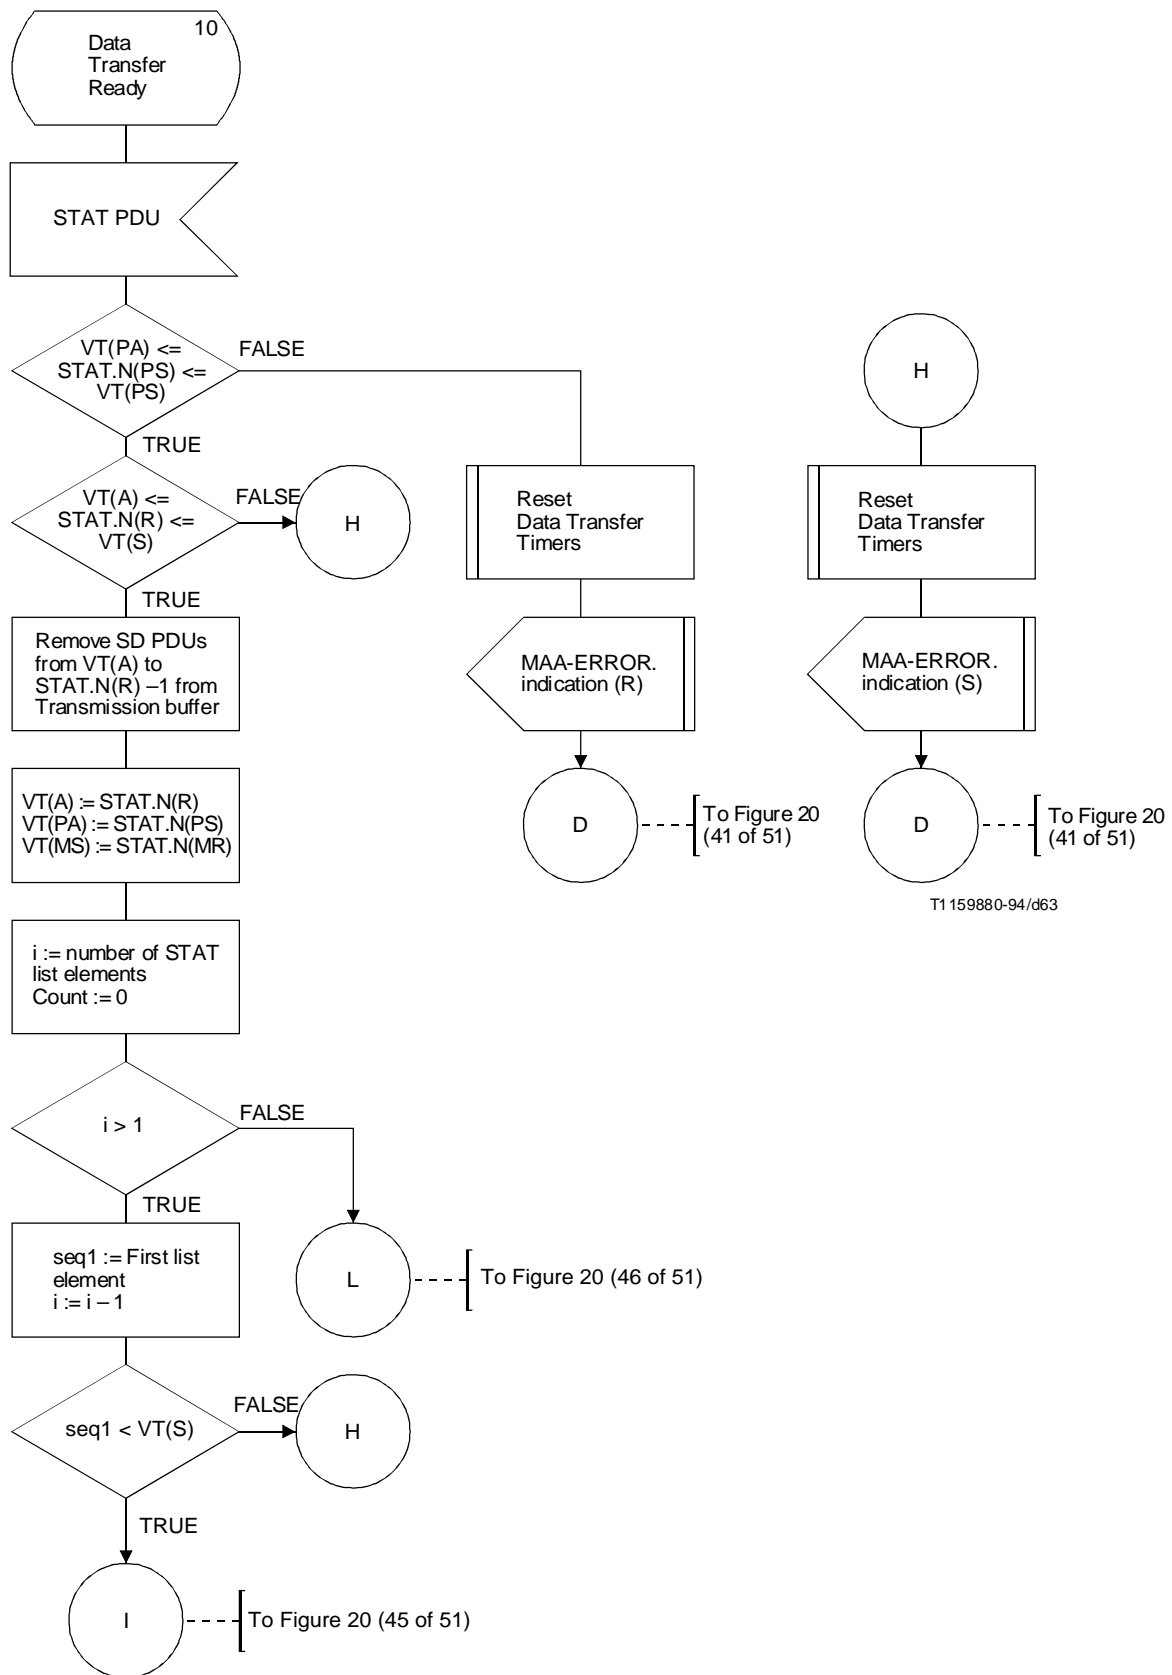 10
Data
Transfer
Ready
STAT PDU
VT(PA) <=
STAT.N(PS) <=
VT(PS)
FALSE
TRUE
H
VT(A) <=
STAT.N(R) <=
VT(S)
FALSE
H
TRUE
Reset
Data Transfer
Timers
Reset
Data Transfer
Timers
Remove SD PDUs
from VT(A) to
STAT.N(R) –1 from
Transmission buffer
MAA-ERROR.
indication (R)
MAA-ERROR.
indication (S)
VT(A) := STAT.N(R)
VT(PA) := STAT.N(PS)
VT(MS) := STAT.N(MR)
D
To Figure 20
(41 of 51)
D
To Figure 20
(41 of 51)
T1159880-94/d63
i := number of STAT
list elements
Count := 0
i > 1
FALSE
TRUE
seq1 := First list
element
i := i – 1
L
To Figure 20 (46 of 51)
seq1 < VT(S)
FALSE
H
TRUE
I
To Figure 20 (45 of 51)